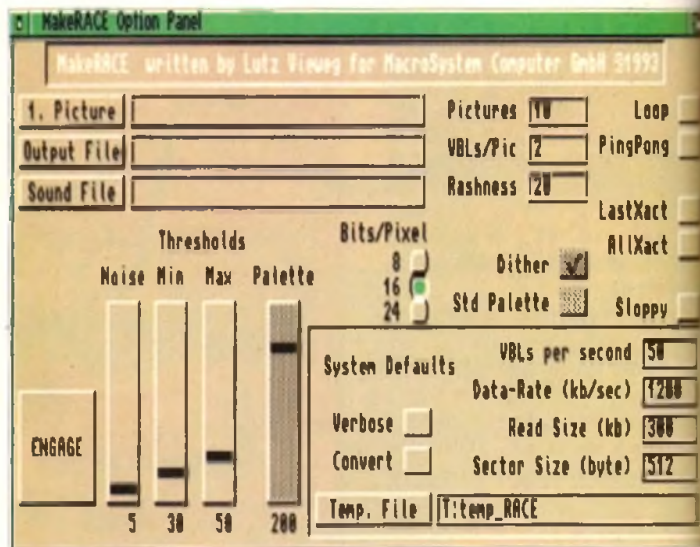 MakeRACE Option Panel
MakeRACE written by Lutz Vieweg for MacroSystem Computer GmbH ©1993
1. Picture
Pictures 10
Loop
Output File
VBLs/Pic 2
PingPong
Sound File
Rashness 20
LastXact
AllXact
Thresholds
Bits/Pixel
Noise Min Max Palette
8
16
24
Dither
Std Palette
Sloppy
ENGAGE
5 30 50 200
System Defaults
VBLs per second 50
Data-Rate (kb/sec) 1200
Verbose
Read Size (kb) 300
Convert
Sector Size (byte) 512
Temp. File T:temp_RACE